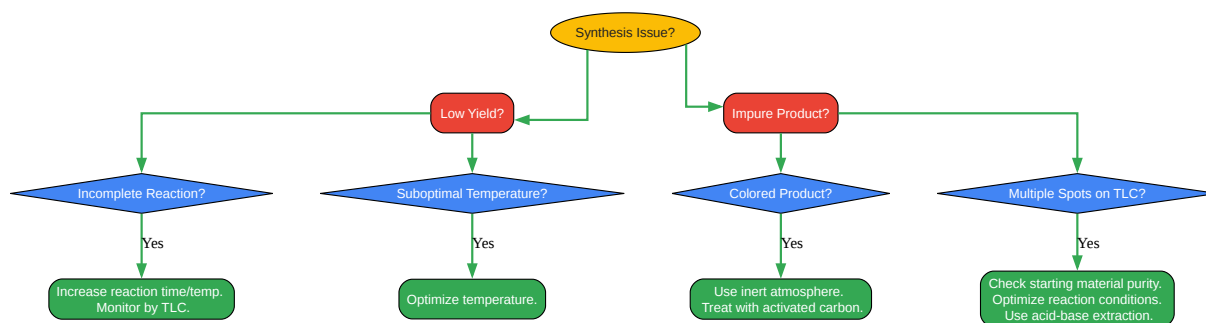 Synthesis Issue?
Low Yield?
Impure Product?
Incomplete Reaction?
Suboptimal Temperature?
Colored Product?
Multiple Spots on TLC?
Yes
Yes
Yes
Yes
Increase reaction time/temp.
Monitor by TLC.
Optimize temperature.
Use inert atmosphere.
Treat with activated carbon.
Check starting material purity.
Optimize reaction conditions.
Use acid-base extraction.